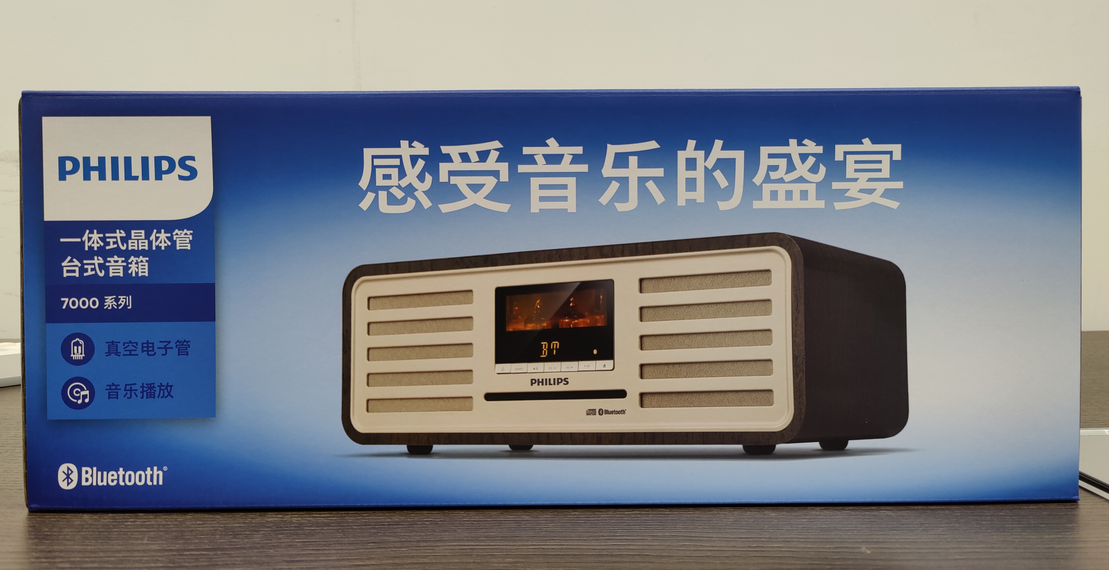 PHILIPS
一体式晶体管
台式音箱
7000 系列
真空电子管
音乐播放
Bluetooth®
感受音乐的盛宴
BT
PHILIPS
Bluetooth®